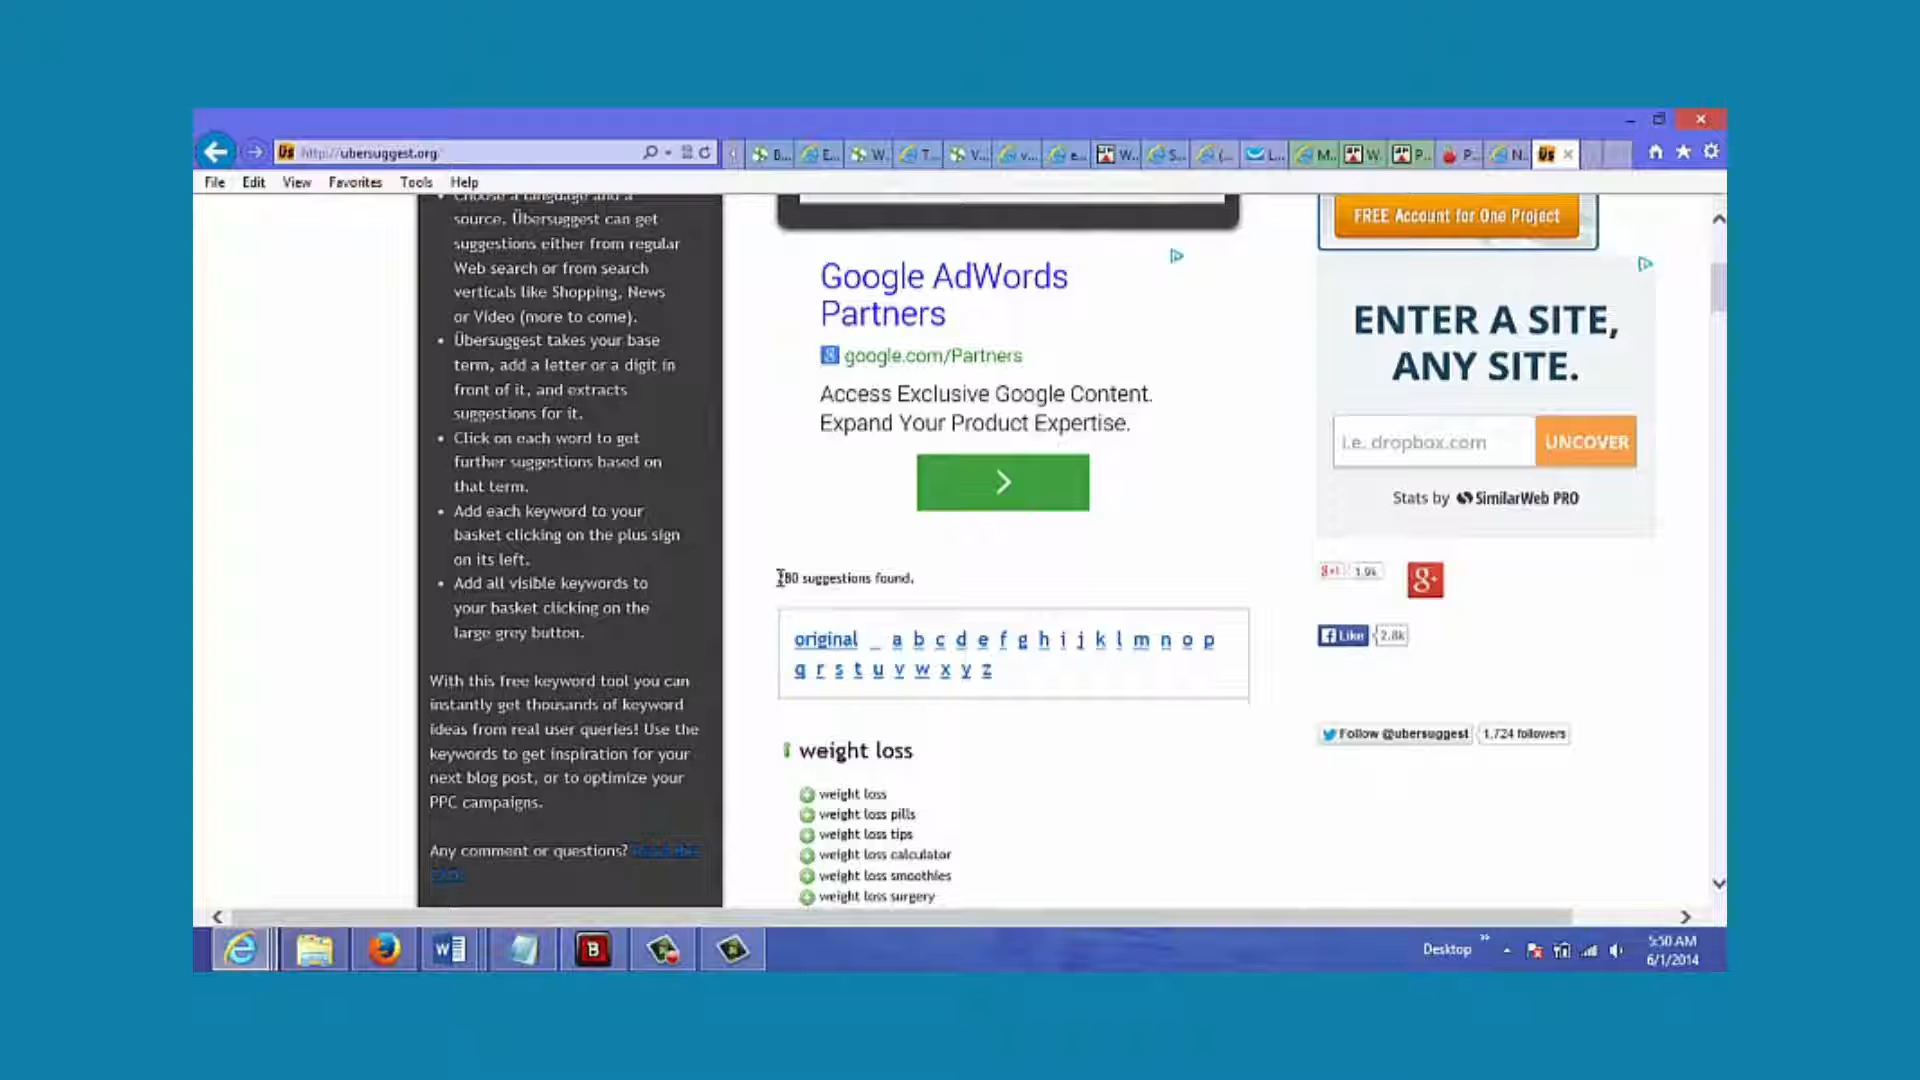 http://ubersuggest.org
B...
E...
W..
T...
V...
v...
e...
W..
S...
(...
L...
M..
W.
P..
P...
N..
File Edit View Favorites Tools Help
Choose a language and a
source. Übersuggest can get
suggestions either from regular
Web search or from search
verticals like Shopping, News
or Video (more to come).
Übersuggest takes your base
term, add a letter or a digit in
front of it, and extracts
suggestions for it.
Click on each word to get
further suggestions based on
that term.
Add each keyword to your
basket clicking on the plus sign
on its left.
Add all visible keywords to
your basket clicking on the
large grey button.
With this free keyword tool you can
instantly get thousands of keyword
ideas from real user queries! Use the
keywords to get inspiration for your
next blog post, or to optimize your
PPC campaigns.
Any comment or questions?
Google AdWords
Partners
google.com/Partners
Access Exclusive Google Content.
Expand Your Product Expertise.
80 suggestions found.
original _ a b c d e f g h i j k l m n o p
q r s t u v w x y z
weight loss
weight loss
weight loss pills
weight loss tips
weight loss calculator
weight loss smoothies
weight loss surgery
FREE Account for One Project
ENTER A SITE,
ANY SITE.
i.e. dropbox.com UNCOVER
Stats by SimilarWeb PRO
g+1 1.9k
g+
Like 2.8k
Follow @ubersuggest 1,724 followers
Desktop
5:50 AM
6/1/2014